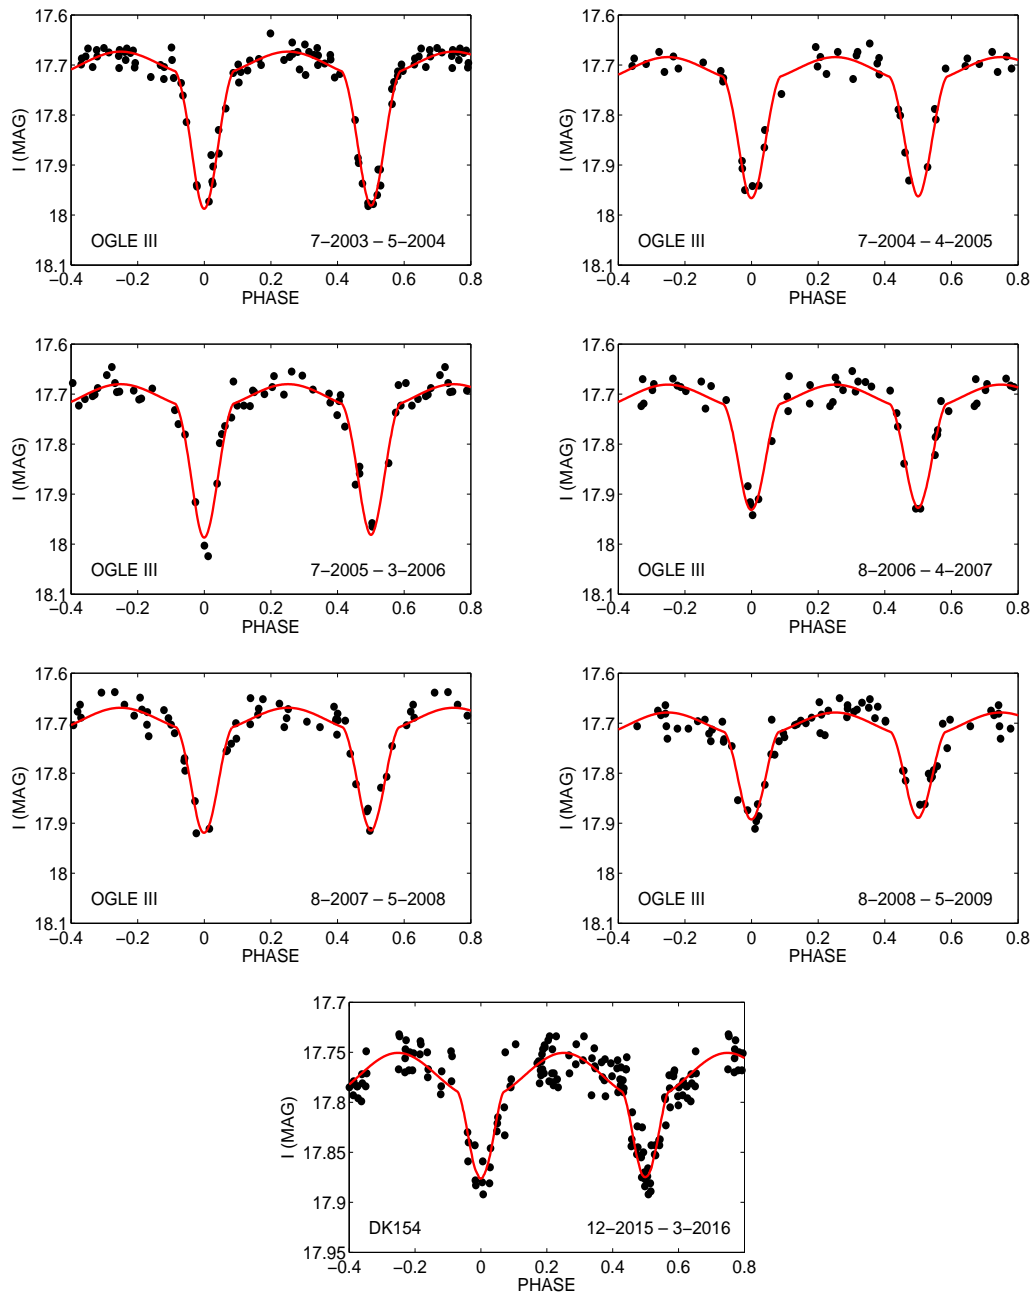 17.6
17.7
17.8
17.9
18
18.1
I (MAG)
OGLE III
7−2003 − 5−2004
−0.4 −0.2 0 0.2 0.4 0.6 0.8
PHASE
17.6
17.7
17.8
17.9
18
18.1
I (MAG)
OGLE III
7−2004 − 4−2005
−0.4 −0.2 0 0.2 0.4 0.6 0.8
PHASE
17.6
17.7
17.8
17.9
18
18.1
I (MAG)
OGLE III
7−2005 − 3−2006
−0.4 −0.2 0 0.2 0.4 0.6 0.8
PHASE
17.6
17.7
17.8
17.9
18
18.1
I (MAG)
OGLE III
8−2006 − 4−2007
−0.4 −0.2 0 0.2 0.4 0.6 0.8
PHASE
17.6
17.7
17.8
17.9
18
18.1
I (MAG)
OGLE III
8−2007 − 5−2008
−0.4 −0.2 0 0.2 0.4 0.6 0.8
PHASE
17.6
17.7
17.8
17.9
18
18.1
I (MAG)
OGLE III
8−2008 − 5−2009
−0.4 −0.2 0 0.2 0.4 0.6 0.8
PHASE
17.7
17.75
17.8
17.85
17.9
17.95
I (MAG)
DK154
12−2015 − 3−2016
−0.4 −0.2 0 0.2 0.4 0.6 0.8
PHASE